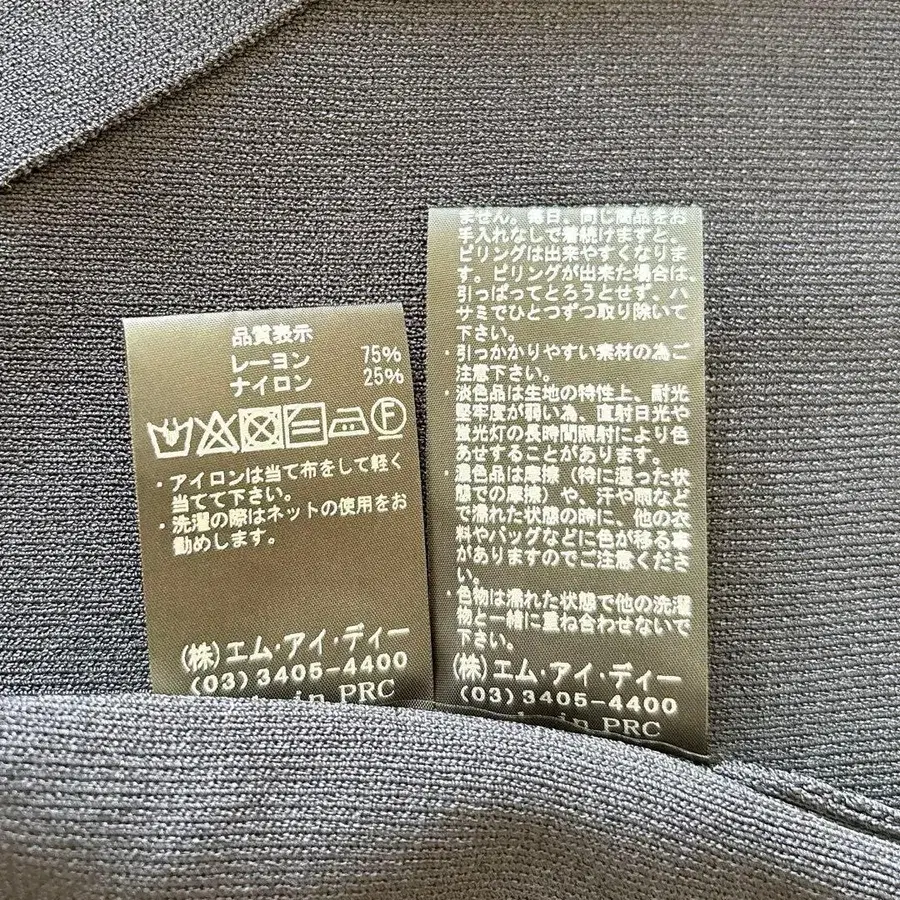 品質表示
レーヨン 75%
ナイロン 25%
F
・アイロンは当て布をして軽く
当てて下さい。
・洗濯の際はネットの使用をお
勧めします。
(株)エム・アイ・ディー
(03)3405-4400
in PRC
ません。毎日、同じ商品をお
手入れなしで着続けますと、
ピリングは出来やすくなりま
す。ピリングが出来た場合は、
引っぱってとろうとせず、ハ
サミでひとつずつ取り除いて
下さい。
・引っかかりやすい素材の為ご
注意下さい。
・淡色品は生地の特性上、耐光
堅牢度が弱い為、直射日光や
蛍光灯の長時間照射により色
あせすることがあります。
・濃色品は摩擦（特に湿った状
態での摩擦）や、汗や雨など
で濡れた状態の時に、他の衣
料やバッグなどに色が移る事
がありますのでご注意くださ
い。
・色物は濡れた状態で他の洗濯
物と一緒に重ね合わせないで
下さい。
(株)エム・アイ・ディー
(03)3405-4400
in PRC